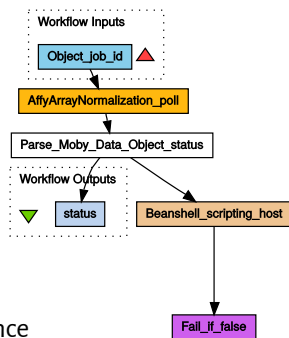 Workflow Inputs
Object_job_id
AffyArrayNormalization_poll
Parse_Moby_Data_Object_status
Workflow Outputs
status
Beanshell_scripting_host
nce
Fail_if_false